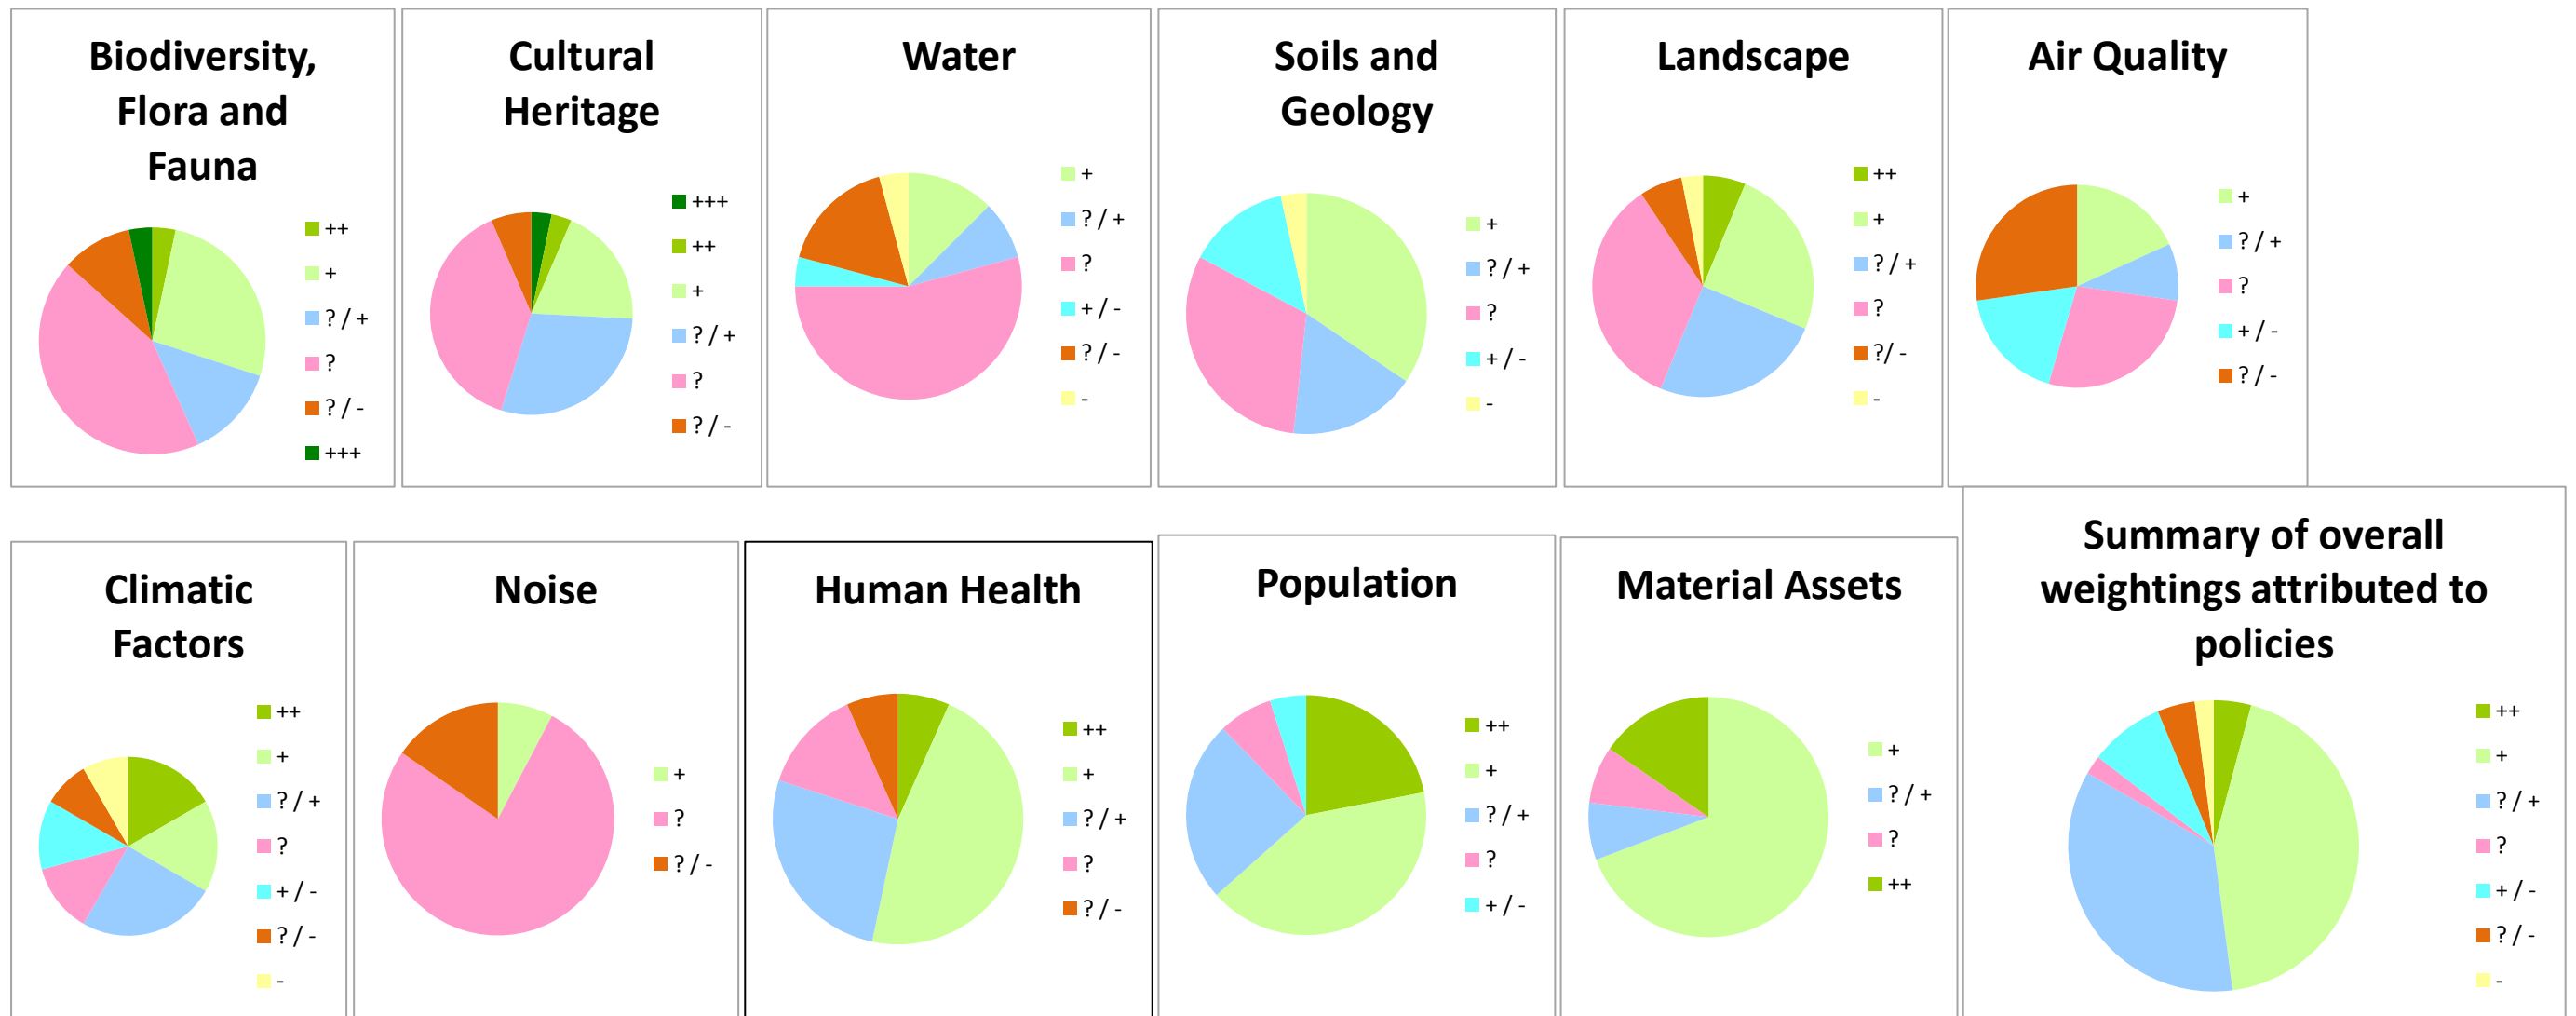 Biodiversity,
Flora and
Fauna
++
+
? / +
?
? / -
+++
Cultural
Heritage
+++
++
+
? / +
?
? / -
Water
+
? / +
?
+ / -
? / -
-
Soils and
Geology
+
? / +
?
+ / -
-
Landscape
++
+
? / +
?
?/ -
-
Air Quality
+
? / +
?
+ / -
? / -
Climatic
Factors
++
+
? / +
?
+ / -
? / -
-
Noise
+
?
? / -
Human Health
++
+
? / +
?
? / -
Population
++
+
? / +
?
+ / -
Material Assets
+
? / +
?
++
Summary of overall
weightings attributed to
policies
++
+
? / +
?
+ / -
? / -
-